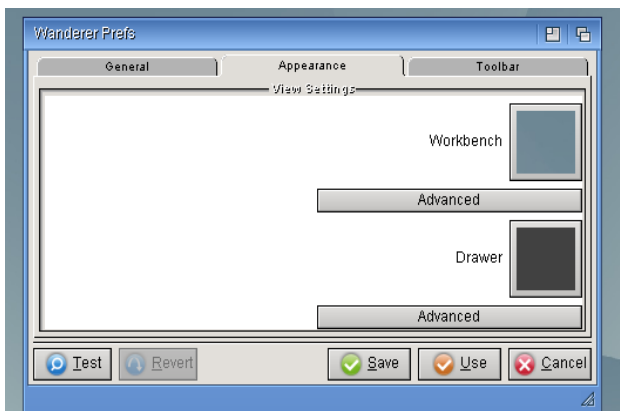 Wanderer Prefs
General Appearance Toolbar
View Settings
Workbench
Advanced
Drawer
Advanced
Test Revert Save Use Cancel